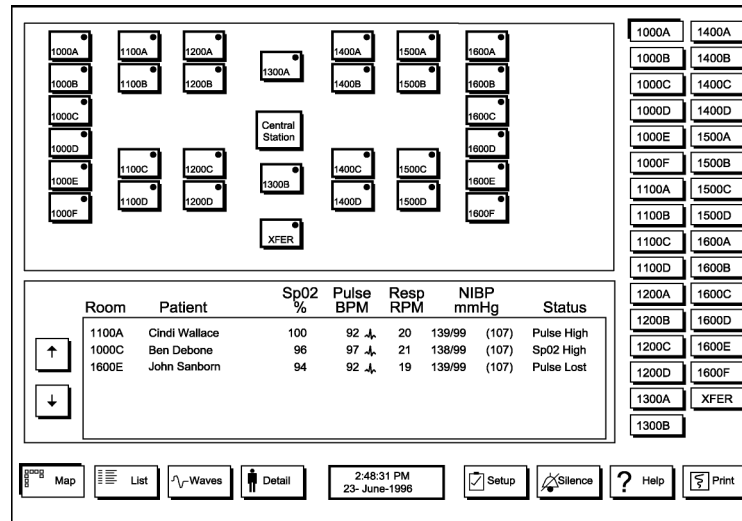 1000A 1100A 1200A 1300A 1400A 1500A 1600A
1000B 1100B 1200B 1400B 1500B 1600B
1000C 1600C
Central
Station
1000D 1600D
1000E 1100C 1200C 1300B 1400C 1500C 1600E
1000F 1100D 1200D 1400D 1500D 1600F
XFER
1000A 1400A
1000B 1400B
1000C 1400C
1000D 1400D
1000E 1500A
1000F 1500B
1100A 1500C
1100B 1500D
1100C 1600A
1100D 1600B
1200A 1600C
1200B 1600D
1200C 1600E
1200D 1600F
1300A XFER
1300B
Sp02 Pulse Resp NIBP
Room Patient % BPM RPM mmHg Status
1100A Cindi Wallace 100 92 20 139/99 (107) Pulse High
1000C Ben Debone 96 97 21 138/99 (107) Sp02 High
1600E John Sanborn 94 92 19 139/99 (107) Pulse Lost
Map List Waves Detail
2:48:31 PM
23- June-1996
Setup Silence ? Help Print